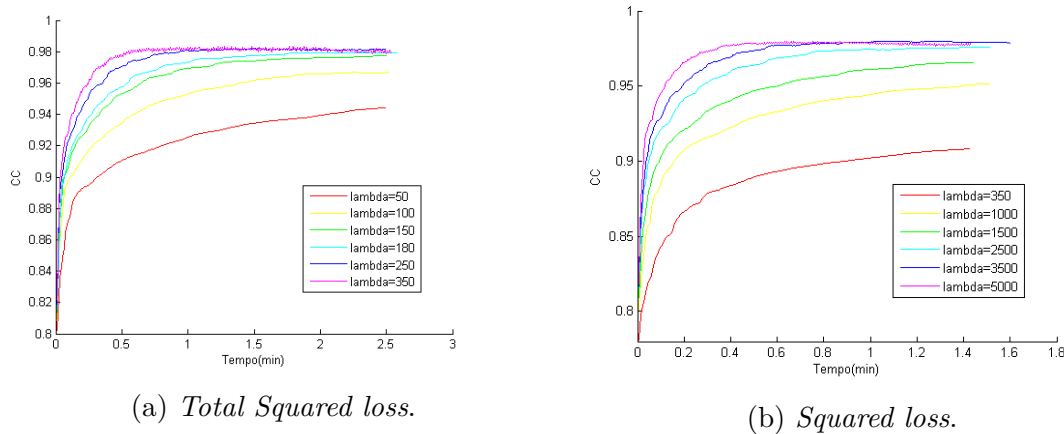 1
0.98
0.96
0.94
0.92
0.9
0.88
0.86
0.84
0.82
0.8
CC
0 0.5 1 1.5 2 2.5 3
Tempo(min)
lambda=50
lambda=100
lambda=150
lambda=180
lambda=250
lambda=350
(a) Total Squared loss.
1
0.95
0.9
0.85
0.8
CC
0 0.2 0.4 0.6 0.8 1 1.2 1.4 1.6 1.8
Tempo(min)
lambda=350
lambda=1000
lambda=1500
lambda=2500
lambda=3500
lambda=5000
(b) Squared loss.